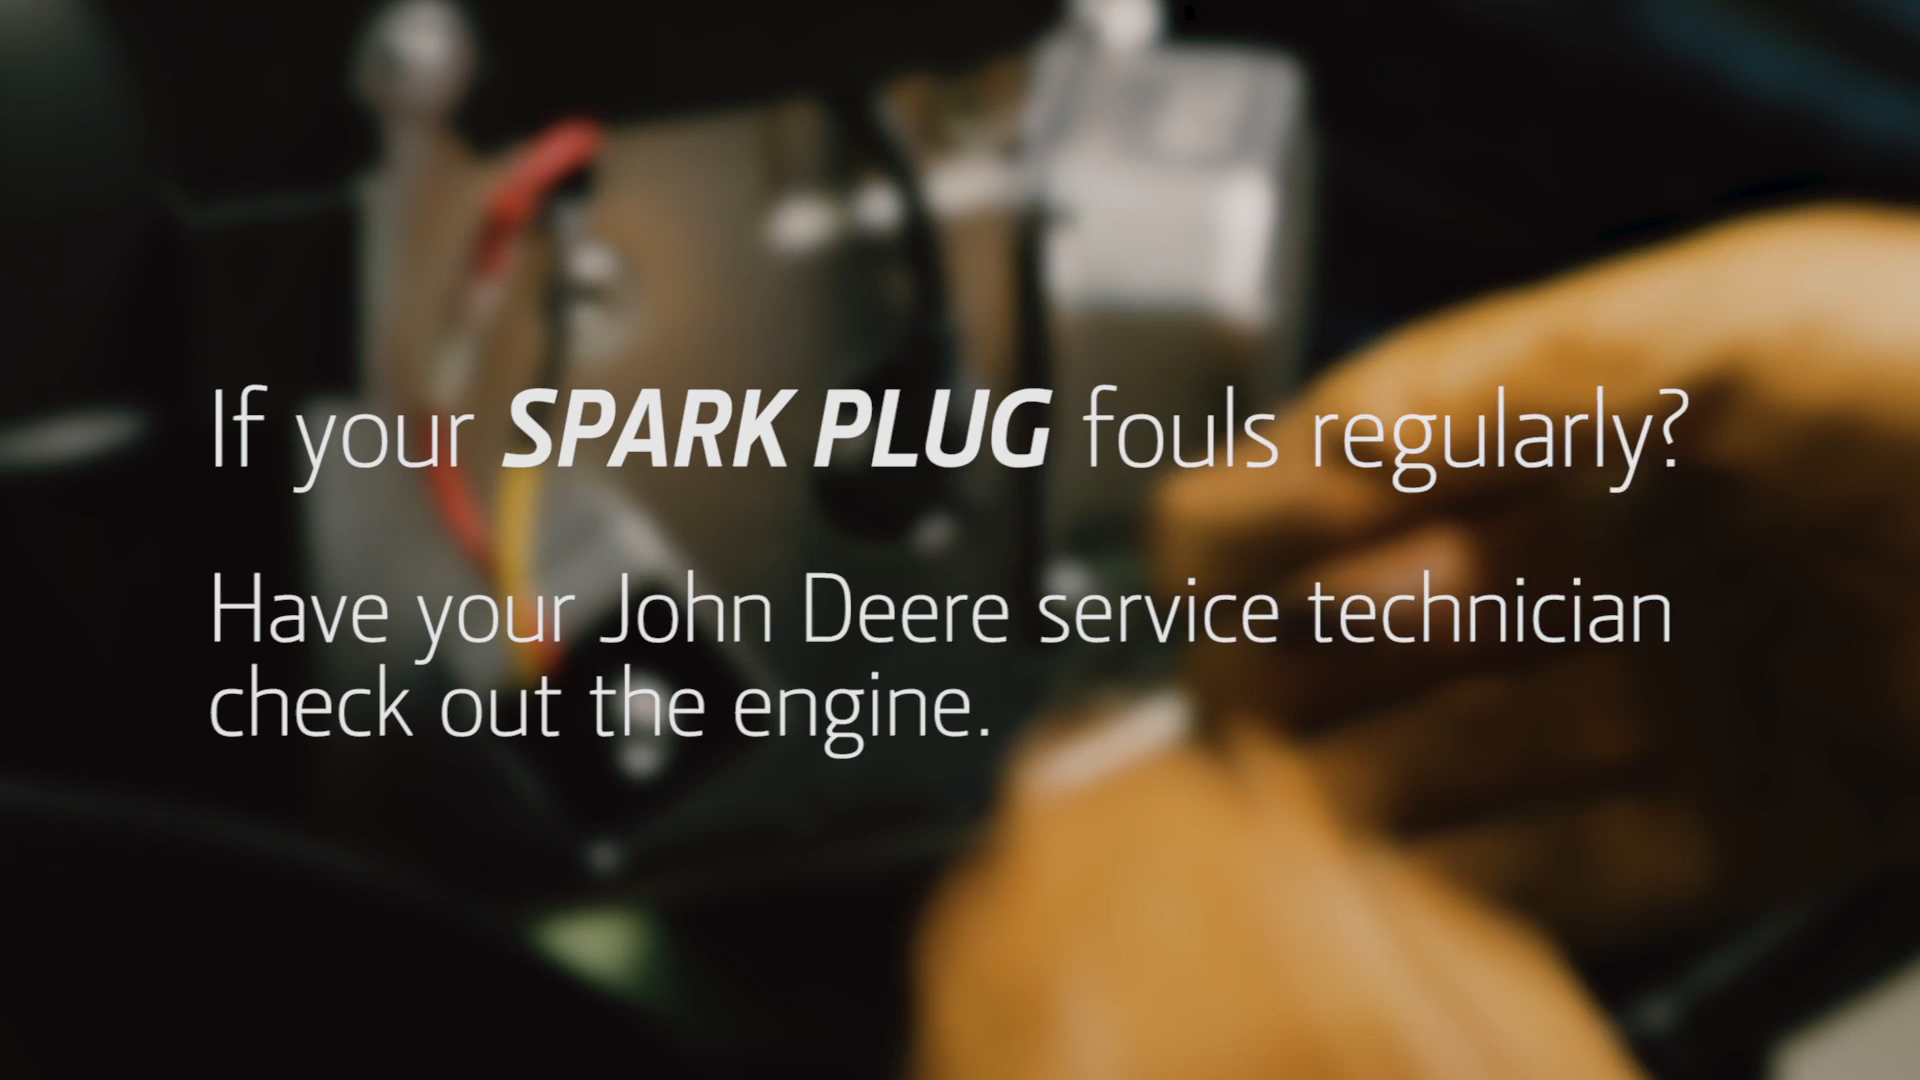 If your SPARK PLUG fouls regularly?
Have your John Deere service technician
check out the engine.